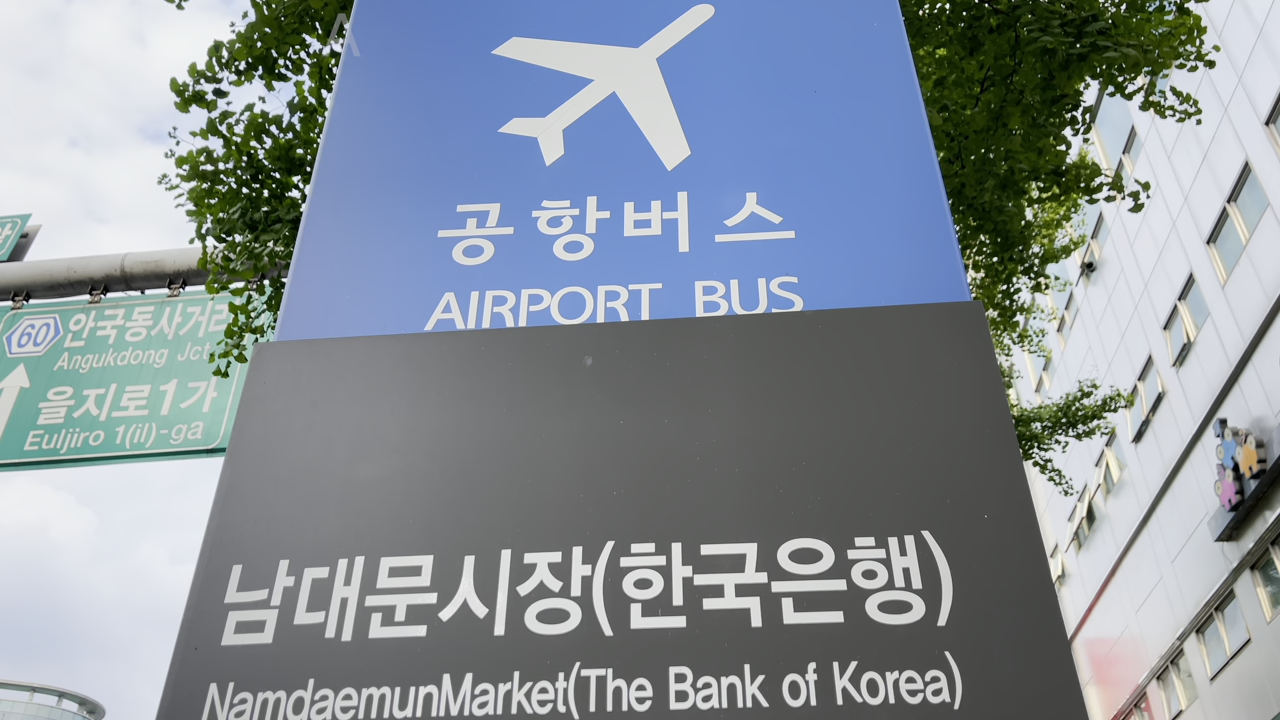 공항버스
AIRPORT BUS
남대문시장(한국은행)
NamdaemunMarket(The Bank of Korea)
60 안국동사거리
Angukdong Jct
을지로1가
Euljiro 1(il)-ga